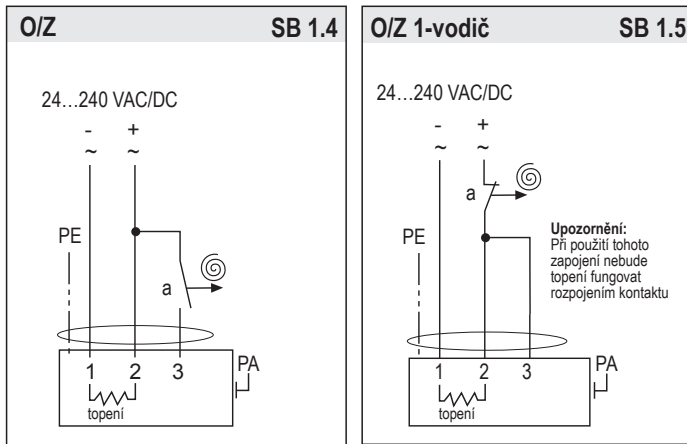 O/Z SB 1.4
24...240 VAC/DC
- +
~ ~
PE
a
1 2 3
PA
topení
O/Z 1-vodič SB 1.5
24...240 VAC/DC
- +
~ ~
a
PE
Upozornění:
Při použití tohoto
zapojení nebude
topení fungovat
rozpojením kontaktu
1 2 3
PA
topení